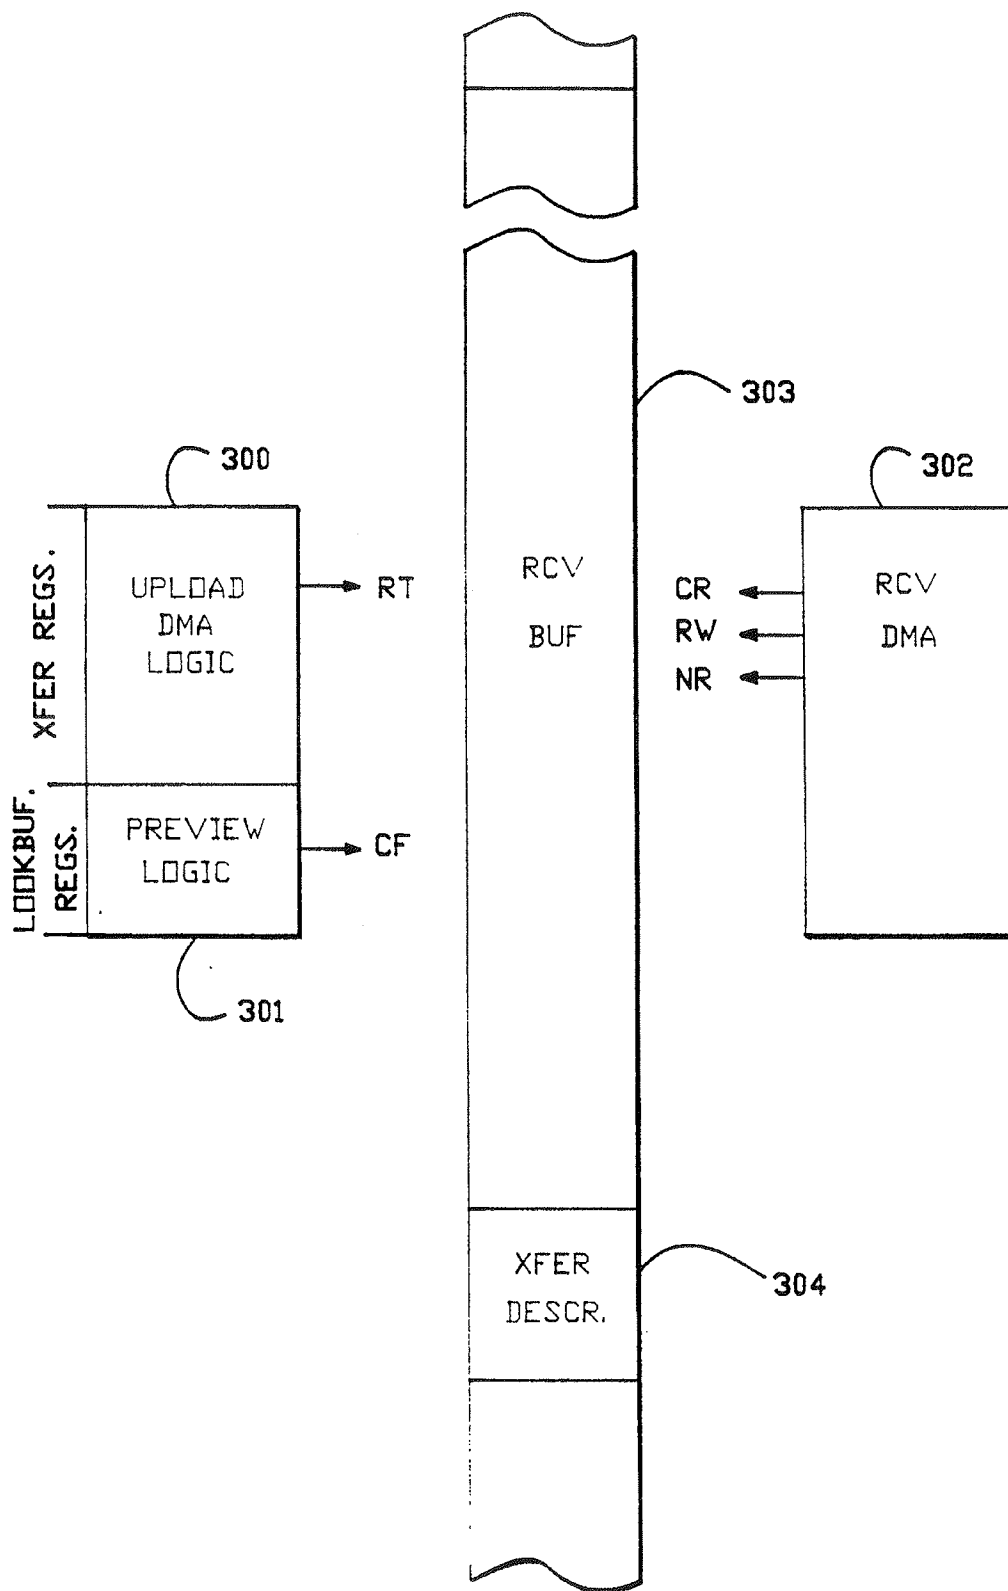 303
300
302
XFER REGS.
UPLOAD
DMA
LOGIC
RT
RCV
BUF
CR
RW
NR
RCV
DMA
LOOKBUF.
REGS.
PREVIEW
LOGIC
CF
301
XFER
DESCR.
304